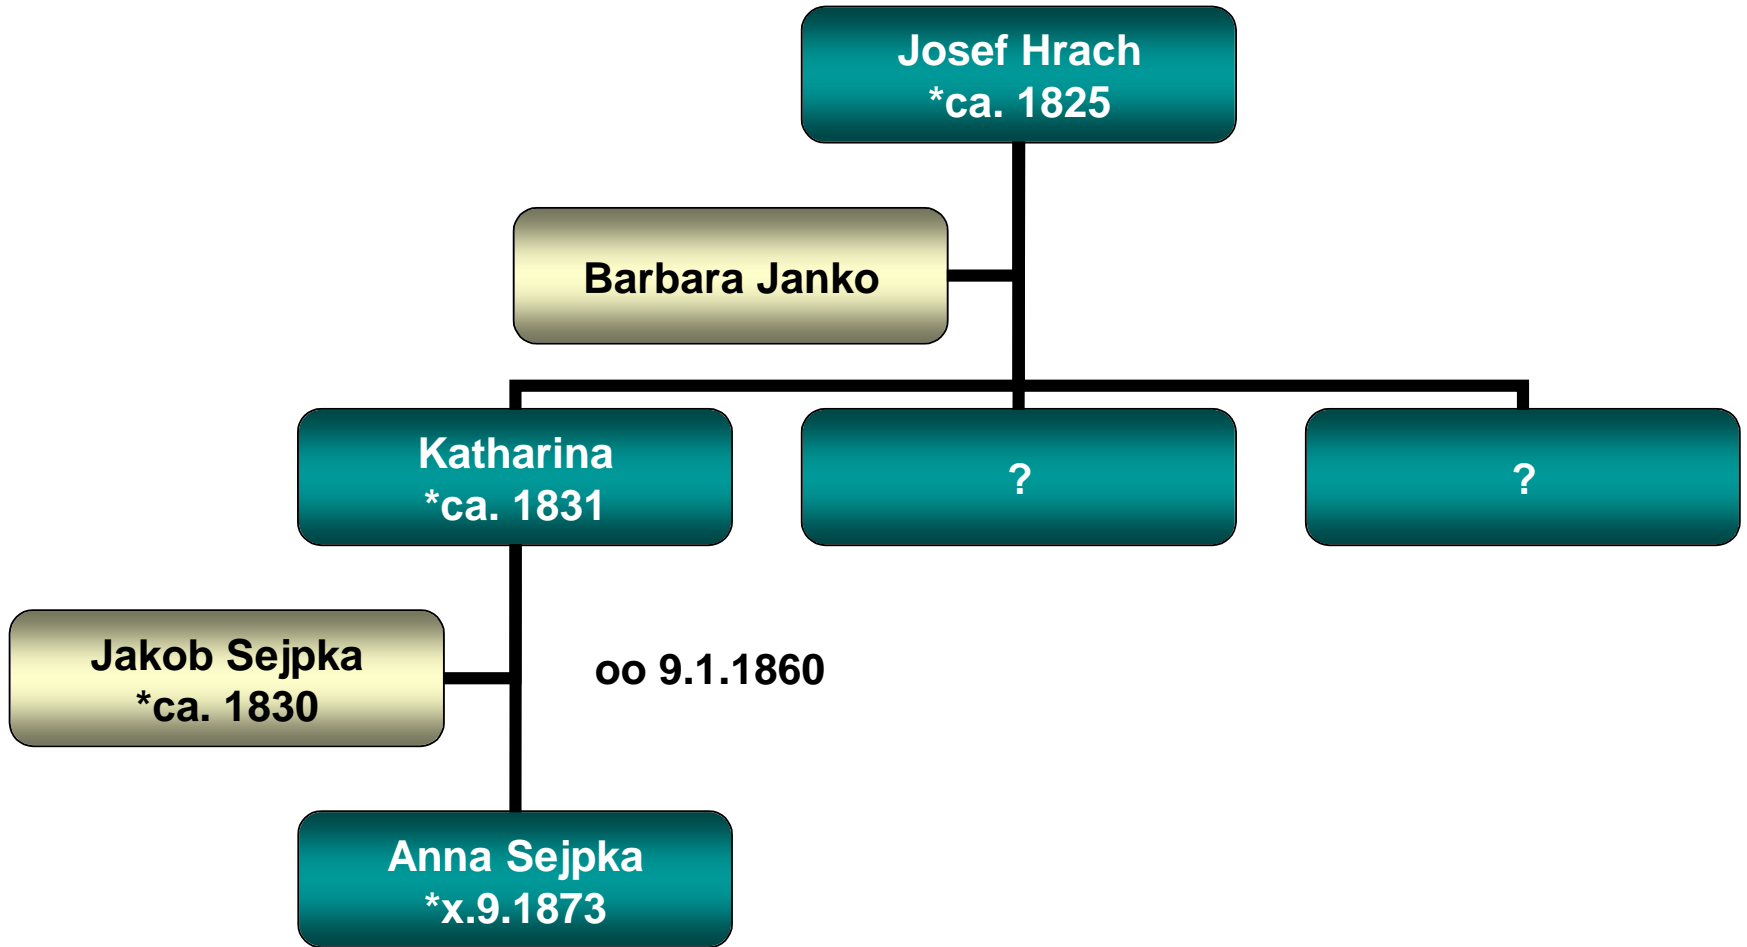 Josef Hrach
*ca. 1825
Barbara Janko
Katharina
*ca. 1831
?
?
Jakob Sejpka
*ca. 1830
oo 9.1.1860
Anna Sejpka
*x.9.1873